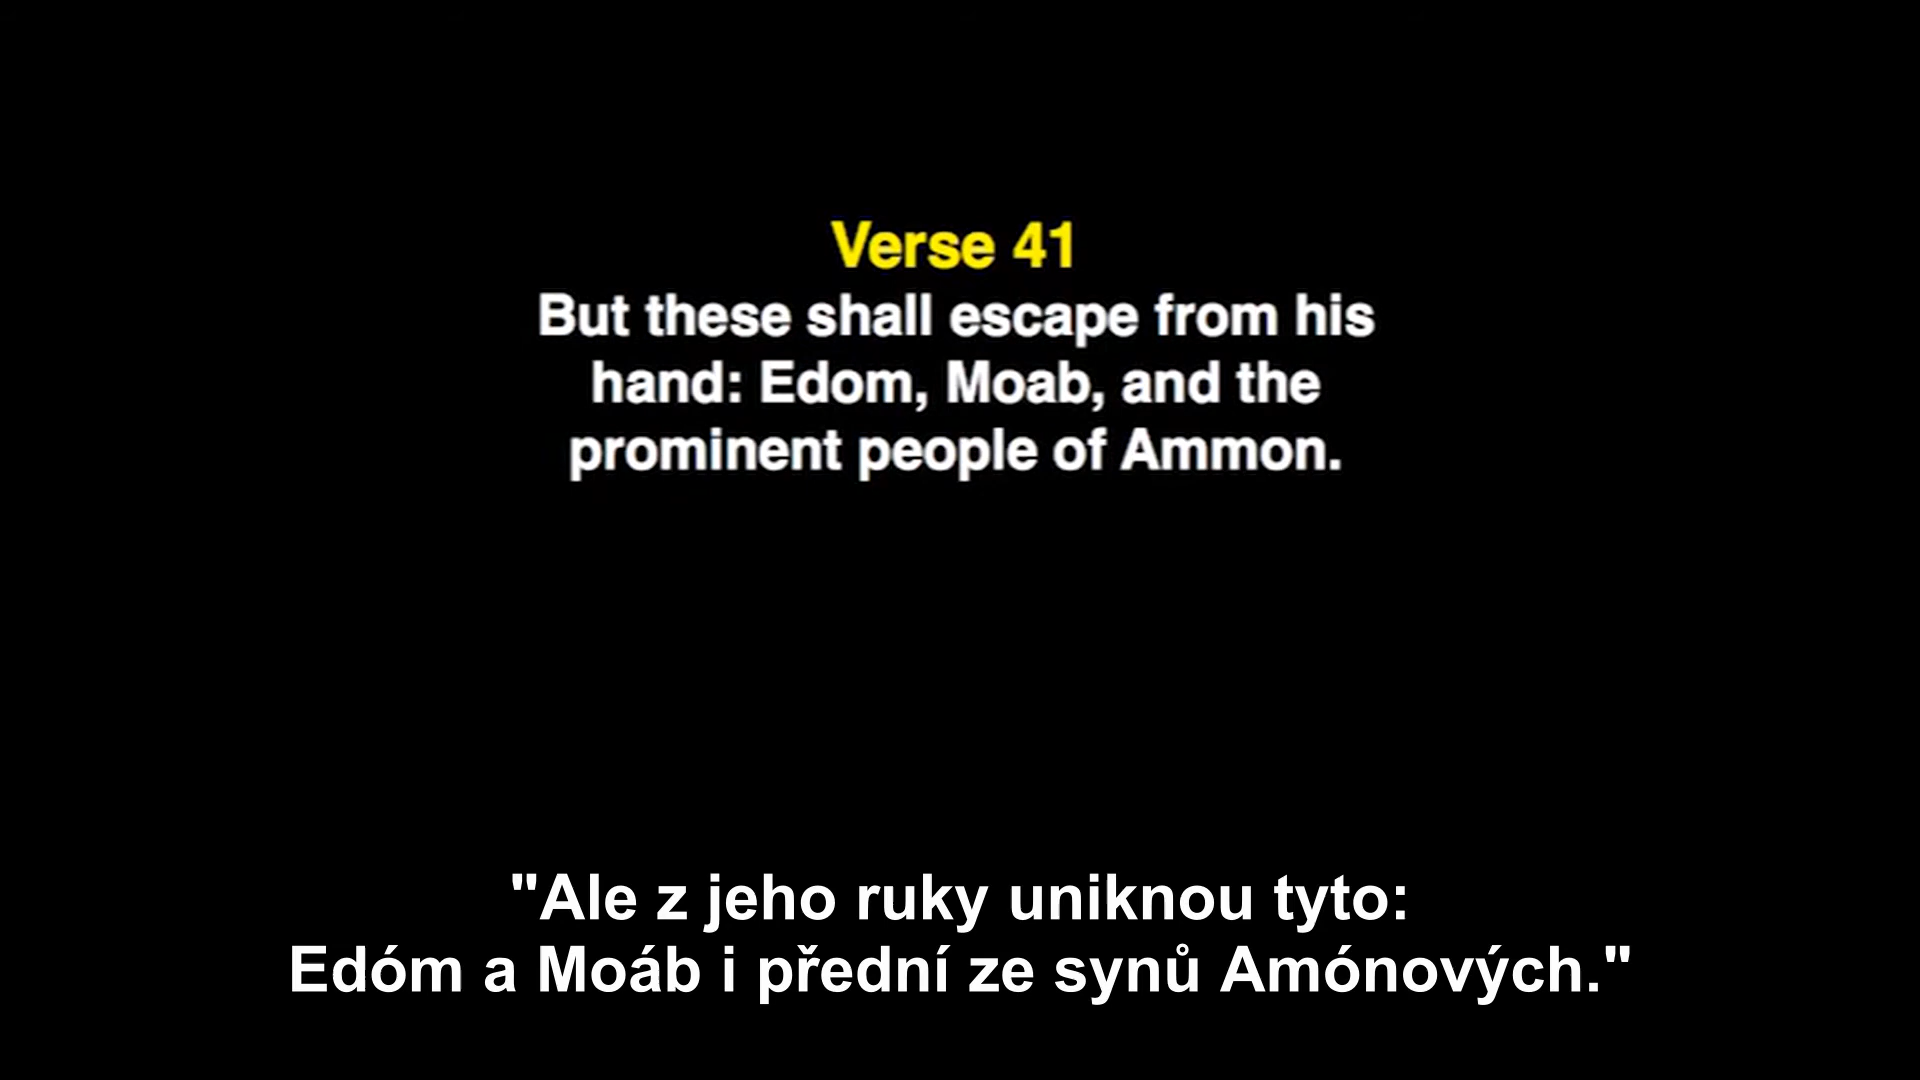 Verse 41
But these shall escape from his
hand: Edom, Moab, and the
prominent people of Ammon.
"Ale z jeho ruky uniknou tyto:
Edóm a Moáb i přední ze synů Amónových."